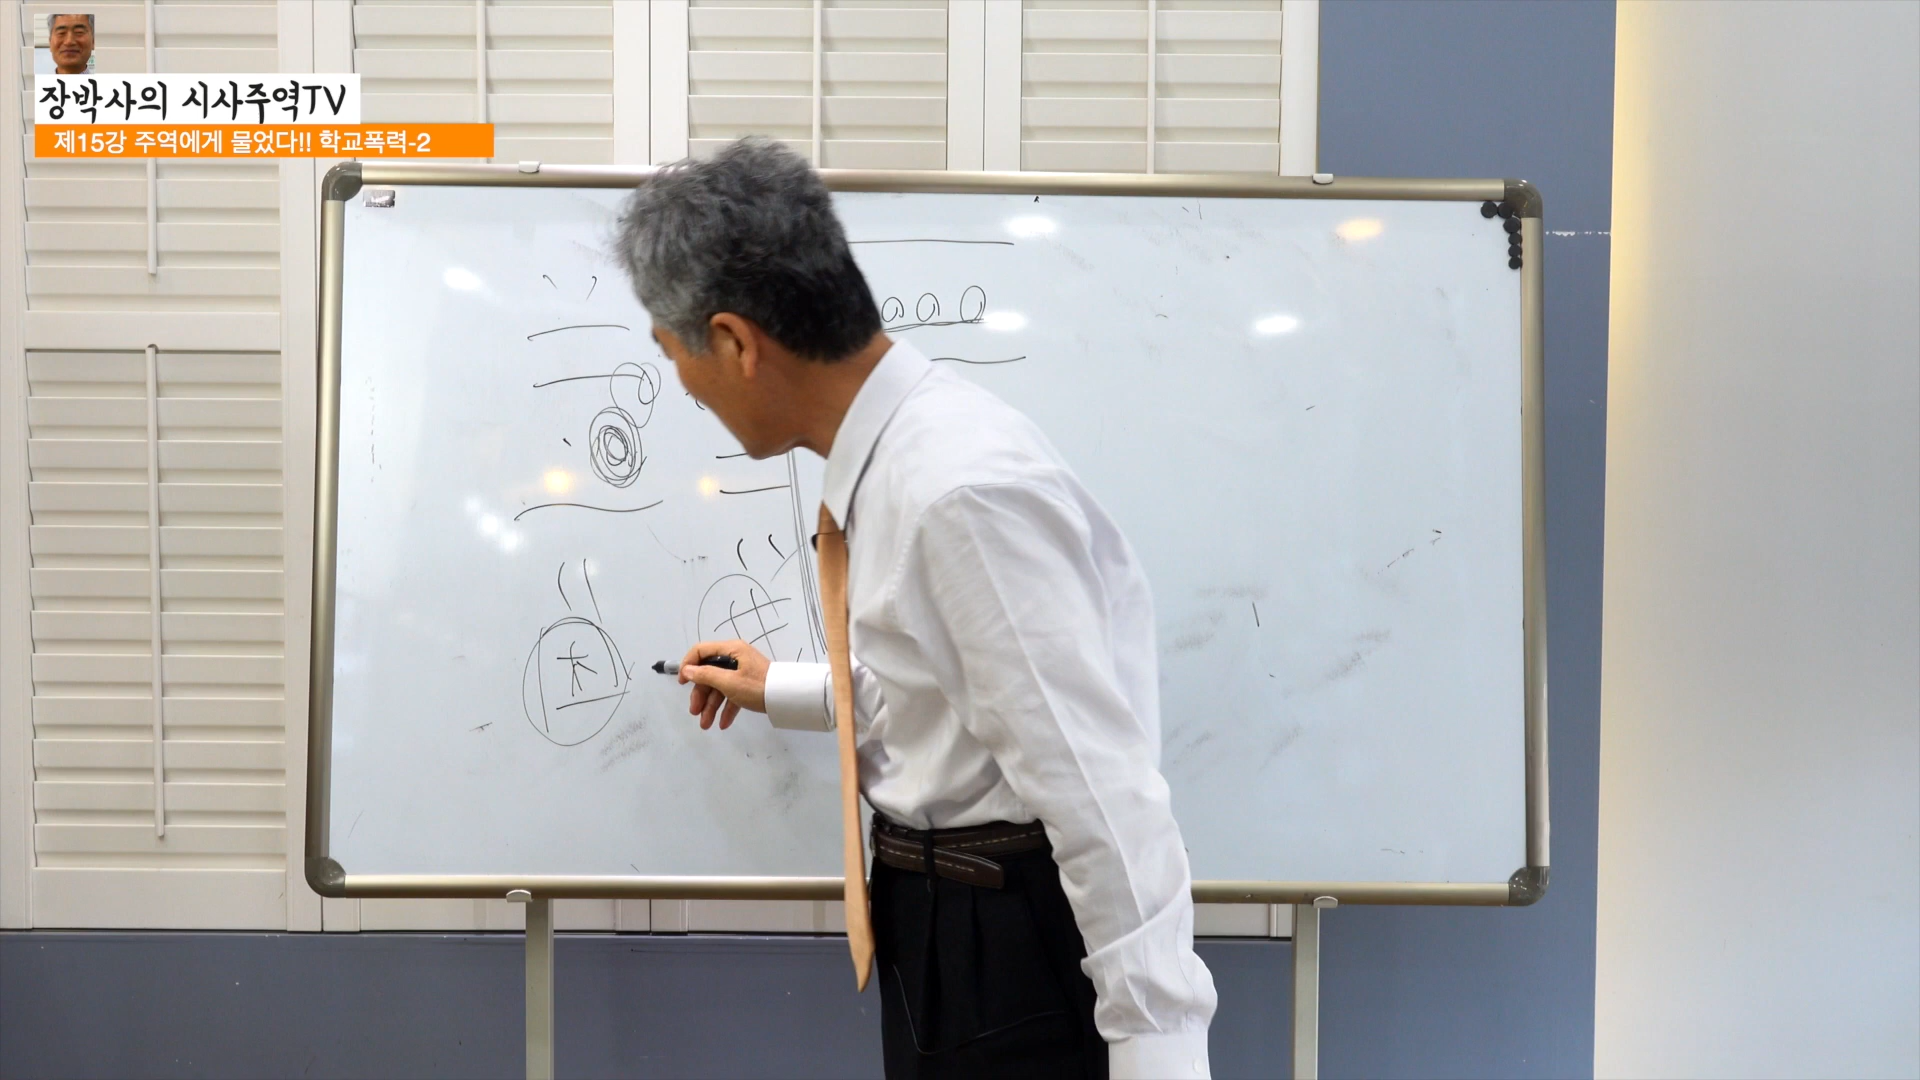 장박사의 시사주역TV
제15강 주역에게 물었다!! 학교폭력-2
困 井